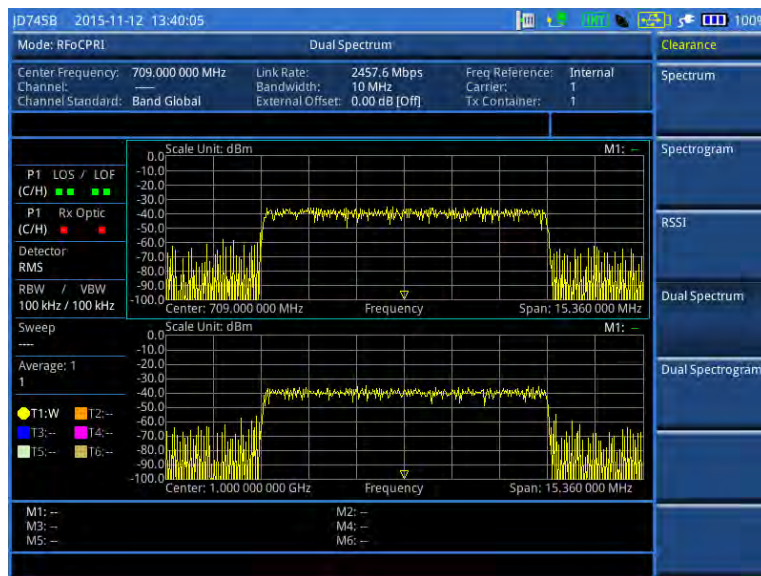 JD745B 2015-11-12 13:40:05 100%
Mode: RFoCPRI Dual Spectrum
Clearance
Center Frequency: 709.000 000 MHz Link Rate: 2457.6 Mbps Freq Reference: Internal
Channel: ---- Bandwidth: 10 MHz Carrier: 1
Channel Standard: Band Global External Offset: 0.00 dB [Off] Tx Container: 1
Spectrum
Spectrogram
RSSI
Dual Spectrum
Dual Spectrogram
P1 LOS / LOF
(C/H)
P1 Rx Optic
(C/H)
Detector
RMS
RBW / VBW
100 kHz / 100 kHz
Sweep
----
Average: 1
1
T1:W T2:--
T3:-- T4:--
T5:-- T6:--
Scale Unit: dBm M1: --
0.0
-10.0
-20.0
-30.0
-40.0
-50.0
-60.0
-70.0
-80.0
-90.0
-100.0
Center: 709.000 000 MHz Frequency Span: 15.360 000 MHz
Scale Unit: dBm M1: --
0.0
-10.0
-20.0
-30.0
-40.0
-50.0
-60.0
-70.0
-80.0
-90.0
-100.0
Center: 1,000 000 000 GHz Frequency Span: 15.360 000 MHz
M1: -- M2: --
M3: -- M4: --
M5: -- M6: --